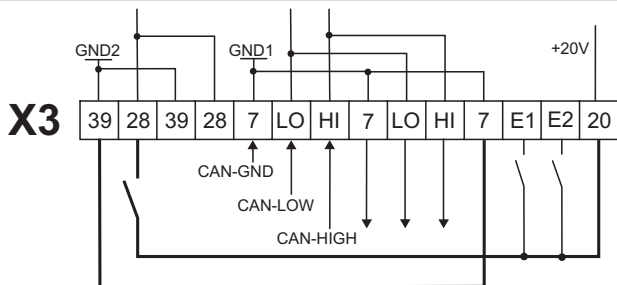 GND2
GND1
+20V
X3
39 28 39 28 7 LO HI 7 LO HI 7 E1 E2 20
CAN-GND
CAN-LOW
CAN-HIGH